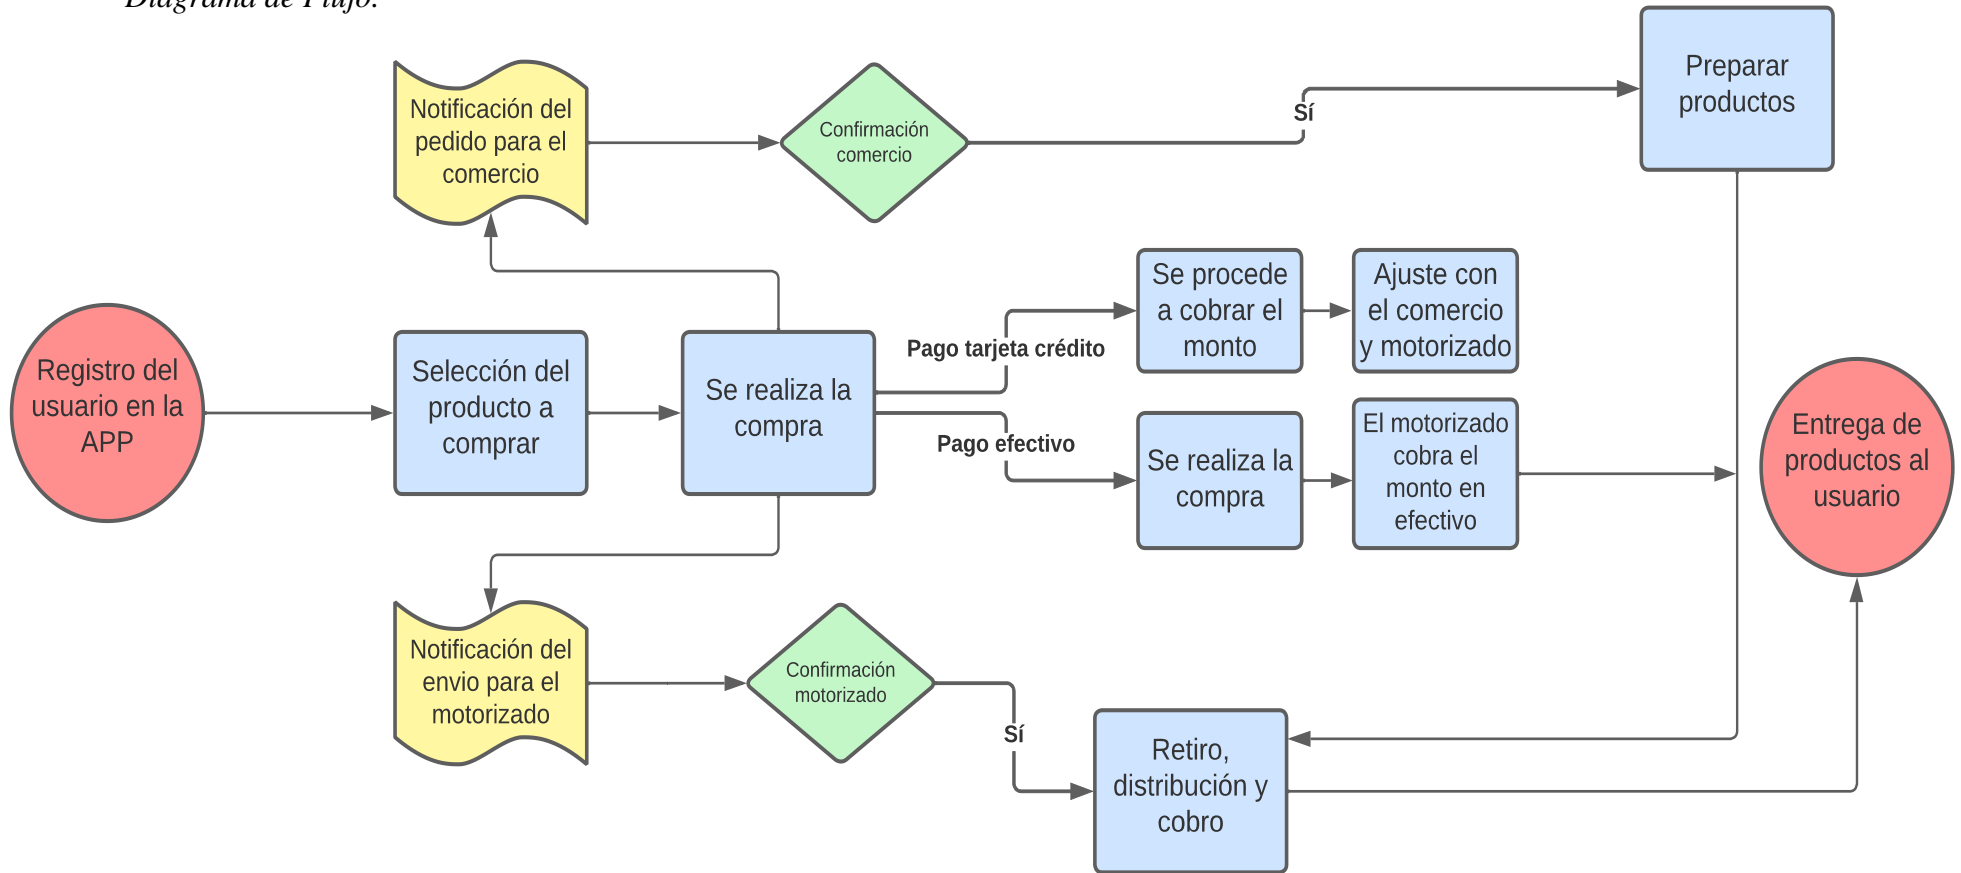 Diagrama de Flujo.
Notificación del
pedido para el
comercio
Confirmación
comercio
Sí
Preparar
productos
Registro del
usuario en la
APP
Selección del
producto a
comprar
Se realiza la
compra
Pago tarjeta crédito
Se procede
a cobrar el
monto
Ajuste con
el comercio
y motorizado
Pago efectivo
Se realiza la
compra
El motorizado
cobra el
monto en
efectivo
Entrega de
productos al
usuario
Notificación del
envio para el
motorizado
Confirmación
motorizado
Sí
Retiro,
distribución y
cobro